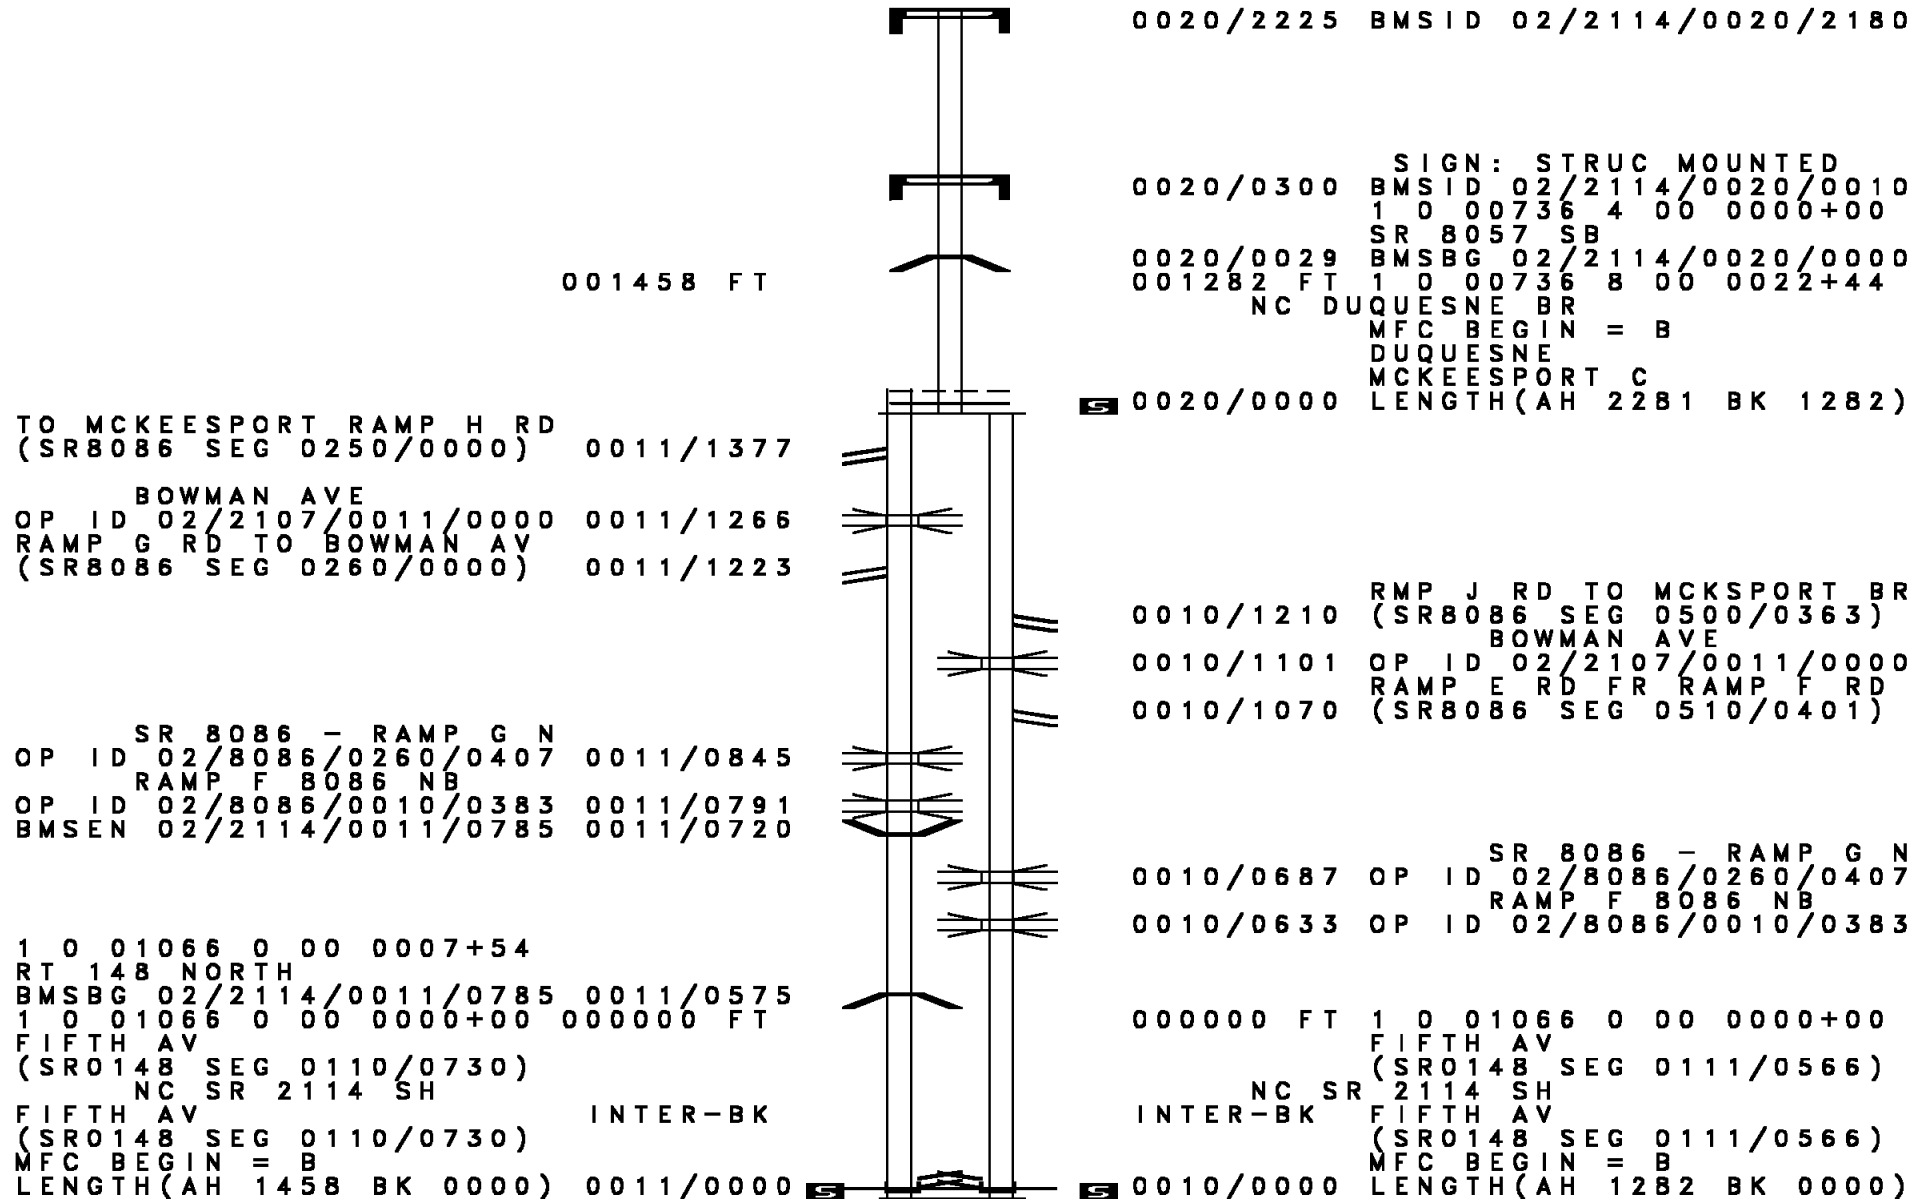 0020/2225 BMSID 02/2114/0020/2180
SIGN: STRUC MOUNTED
0020/0300 BMSID 02/2114/0020/0010
1 0 00736 4 00 0000+00
SR 8057 SB
0020/0029 BMSBG 02/2114/0020/0000
001458 FT
001282 FT 1 0 00736 8 00 0022+44
NC DUQUESNE BR
MFC BEGIN = B
DUQUESNE
MCKEESPORT C
S 0020/0000 LENGTH(AH 2281 BK 1282)
TO MCKEESPORT RAMP H RD
(SR8086 SEG 0250/0000) 0011/1377
BOWMAN AVE
OP ID 02/2107/0011/0000 0011/1266
RAMP G RD TO BOWMAN AV
(SR8086 SEG 0260/0000) 0011/1223
RMP J RD TO MCKSPORT BR
0010/1210 (SR8086 SEG 0500/0363)
BOWMAN AVE
0010/1101 OP ID 02/2107/0011/0000
RAMP E RD FR RAMP F RD
0010/1070 (SR8086 SEG 0510/0401)
SR 8086 - RAMP G N
OP ID 02/8086/0260/0407 0011/0845
RAMP F 8086 NB
OP ID 02/8086/0010/0383 0011/0791
BMSEN 02/2114/0011/0785 0011/0720
SR 8086 - RAMP G N
0010/0687 OP ID 02/8086/0260/0407
RAMP F 8086 NB
0010/0633 OP ID 02/8086/0010/0383
1 0 01066 0 00 0007+54
RT 148 NORTH
BMSBG 02/2114/0011/0785 0011/0575
1 0 01066 0 00 0000+00 000000 FT
FIFTH AV
(SR0148 SEG 0110/0730)
NC SR 2114 SH
FIFTH AV INTER-BK
(SR0148 SEG 0110/0730)
MFC BEGIN = B
LENGTH(AH 1458 BK 0000) 0011/0000 S
000000 FT 1 0 01066 0 00 0000+00
FIFTH AV
(SR0148 SEG 0111/0566)
NC SR 2114 SH
INTER-BK FIFTH AV
(SR0148 SEG 0111/0566)
MFC BEGIN = B
S 0010/0000 LENGTH(AH 1282 BK 0000)